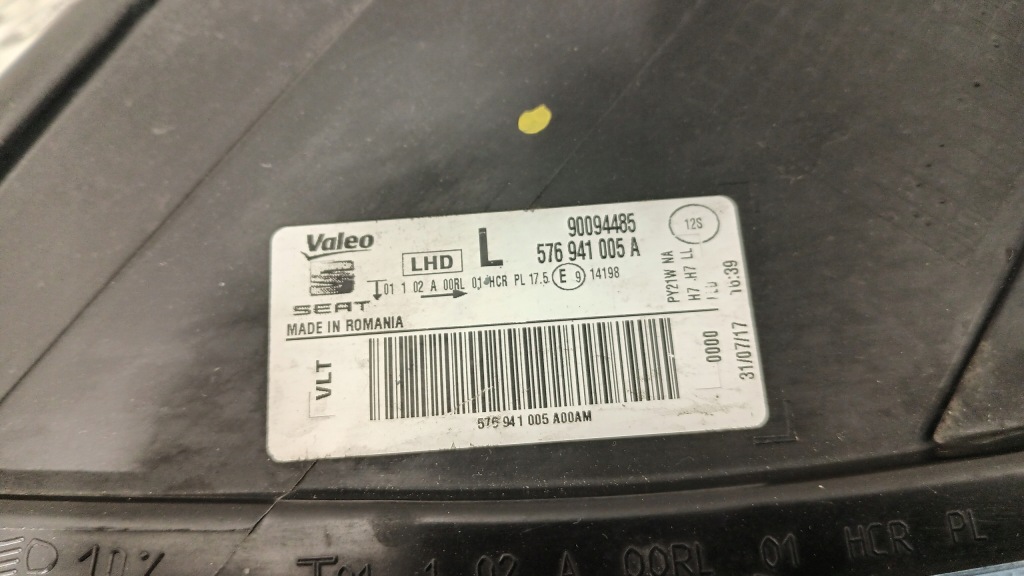 Valeo
LHD
L
90094485
576 941 005 A
12S
SEAT
01 1 02 A 00RL 01 HCR PL 17.5 E 9 14198
MADE IN ROMANIA
VLT
576 941 005 A00AM
PY21W NA
H7 H7 LL
0000
31/07/17 16:39
10%
T01 1 02 A 00RL 01 HCR PL